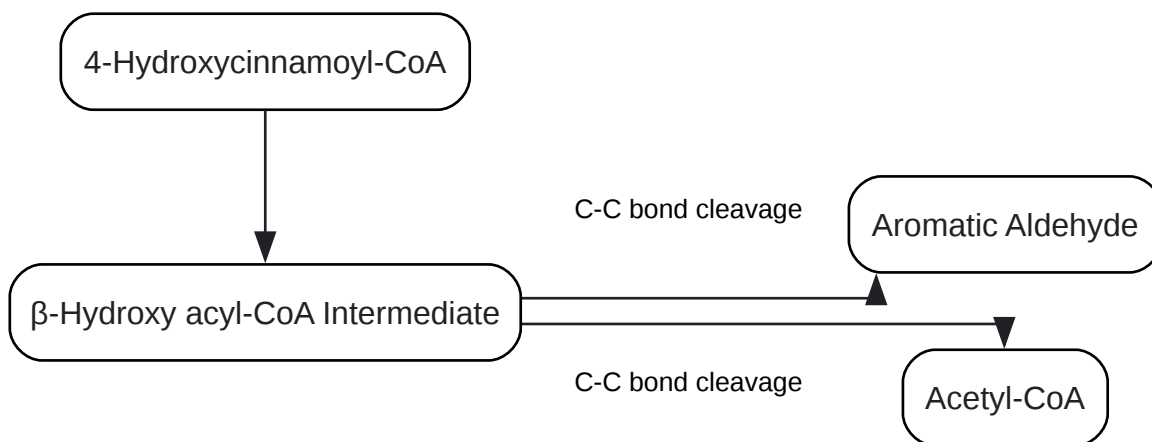 4-Hydroxycinnamoyl-CoA
C-C bond cleavage
Aromatic Aldehyde
β-Hydroxy acyl-CoA Intermediate
C-C bond cleavage
Acetyl-CoA